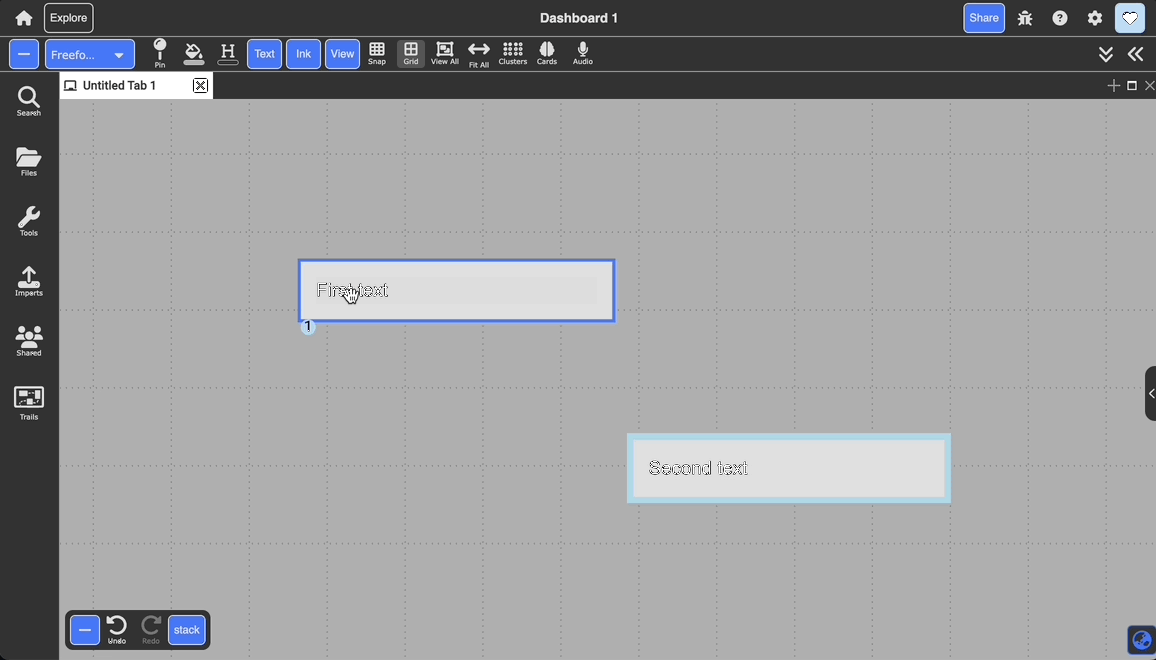 Explore
Dashboard 1
Share
Freefo...
Pin
H
Text
Ink
View
Snap
Grid
View All
Fit All
Clusters
Cards
Audio
Untitled Tab 1
Search
Files
Tools
Imports
Shared
Trails
First text
1
Second text
Undo
Redo
stack